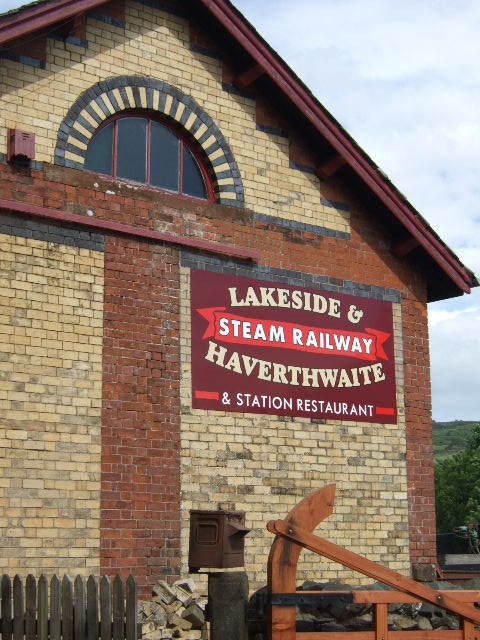 LAKESIDE &
STEAM RAILWAY
HAVERTHWAITE
& STATION RESTAURANT